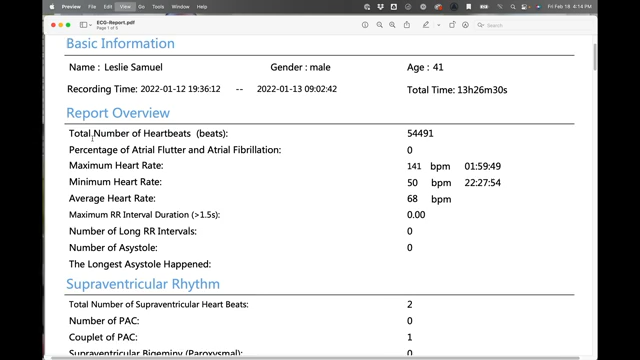 Preview File Edit View Go Tools Window Help Fri Feb 18 4:14 PM
ECG-Report.pdf
Page 1 of 5
Search
Basic Information
Name : Leslie Samuel Gender : male Age : 41
Recording Time: 2022-01-12 19:36:12 -- 2022-01-13 09:02:42 Total Time: 13h26m30s
Report Overview
Total Number of Heartbeats (beats): 54491
Percentage of Atrial Flutter and Atrial Fibrillation: 0
Maximum Heart Rate: 141 bpm 01:59:49
Minimum Heart Rate: 50 bpm 22:27:54
Average Heart Rate: 68 bpm
Maximum RR Interval Duration (>1.5s): 0.00
Number of Long RR Intervals: 0
Number of Asystole: 0
The Longest Asystole Happened:
Supraventricular Rhythm
Total Number of Supraventricular Heart Beats: 2
Number of PAC: 0
Couplet of PAC: 1
Supraventricular Bigeminy (Paroxysmal) 0